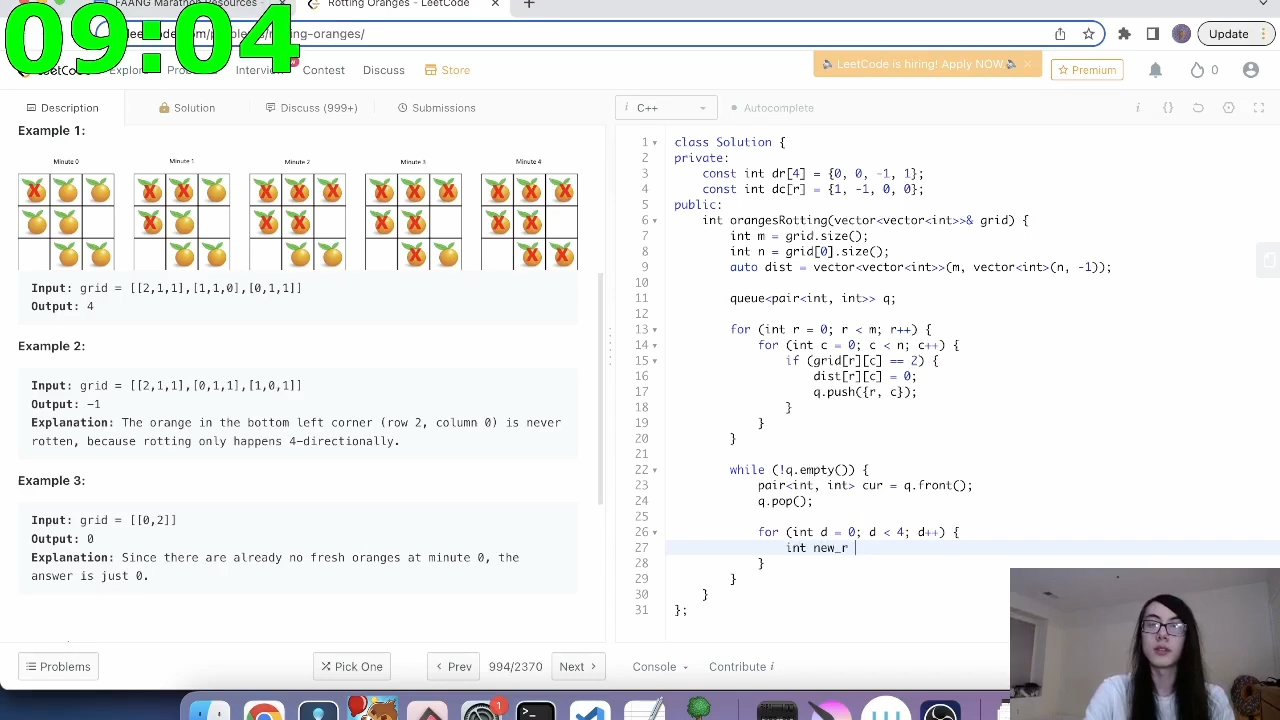 09:04
FAANG Marathon Resources -
Rotting Oranges - LeetCode
ing-oranges/
Update
LeetCode is hiring! Apply NOW.
Explore
Interview
Contest
Discuss
Store
Premium
0
Description
Solution
Discuss (999+)
Submissions
i C++
Autocomplete
Example 1:
Minute 0 Minute 1 Minute 2 Minute 3 Minute 4
Input: grid = [[2,1,1],[1,1,0],[0,1,1]]
Output: 4
Example 2:
Input: grid = [[2,1,1],[0,1,1],[1,0,1]]
Output: -1
Explanation: The orange in the bottom left corner (row 2, column 0) is never
rotten, because rotting only happens 4-directionally.
Example 3:
Input: grid = [[0,2]]
Output: 0
Explanation: Since there are already no fresh oranges at minute 0, the
answer is just 0.
1 class Solution {
2 private:
3 const int dr[4] = {0, 0, -1, 1};
4 const int dc[r] = {1, -1, 0, 0};
5 public:
6 int orangesRotting(vector<vector<int>>& grid) {
7 int m = grid.size();
8 int n = grid[0].size();
9 auto dist = vector<vector<int>>(m, vector<int>(n, -1));
10
11 queue<pair<int, int>> q;
12
13 for (int r = 0; r < m; r++) {
14 for (int c = 0; c < n; c++) {
15 if (grid[r][c] == 2) {
16 dist[r][c] = 0;
17 q.push({r, c});
18 }
19 }
20 }
21
22 while (!q.empty()) {
23 pair<int, int> cur = q.front();
24 q.pop();
25
26 for (int d = 0; d < 4; d++) {
27 int new_r
28 }
29 }
30 }
31 };
Problems
Pick One
Prev
994/2370
Next
Console
Contribute i
1